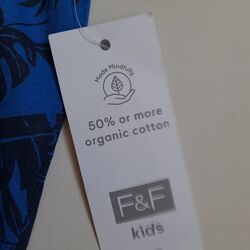 Made Mindfully
50% or more
organic cotton
F&F
kids